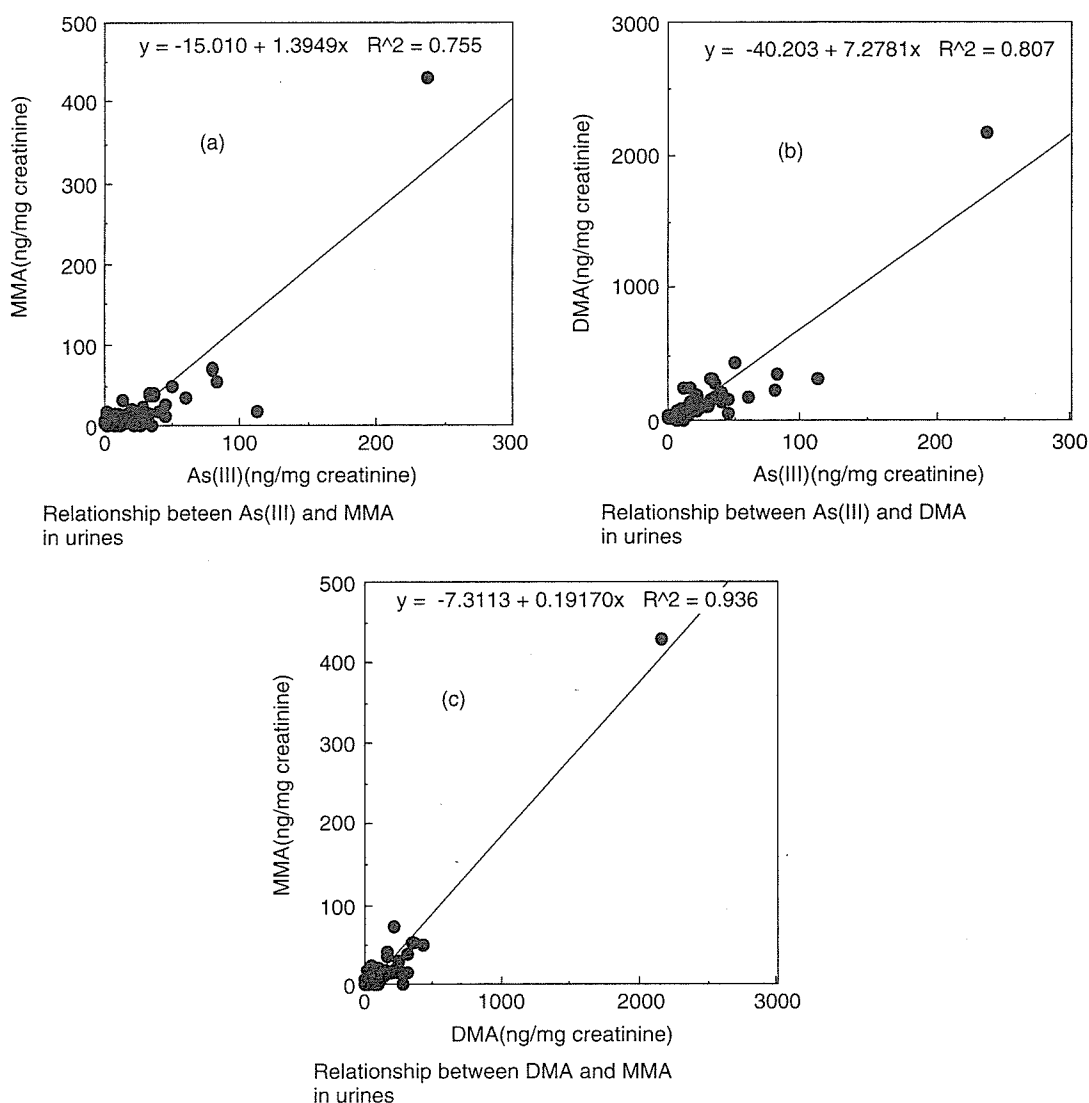 y = -15.010 + 1.3949x R^2 = 0.755
(a)
500
400
300
200
100
0
MMA(ng/mg creatinine)
0 100 200 300
As(III)(ng/mg creatinine)
Relationship beteen As(III) and MMA
in urines
y = -40.203 + 7.2781x R^2 = 0.807
(b)
3000
2000
1000
0
DMA(ng/mg creatinine)
0 100 200 300
As(III)(ng/mg creatinine)
Relationship between As(III) and DMA
in urines
y = -7.3113 + 0.19170x R^2 = 0.936
(c)
500
400
300
200
100
0
MMA(ng/mg creatinine)
0 1000 2000 3000
DMA(ng/mg creatinine)
Relationship between DMA and MMA
in urines